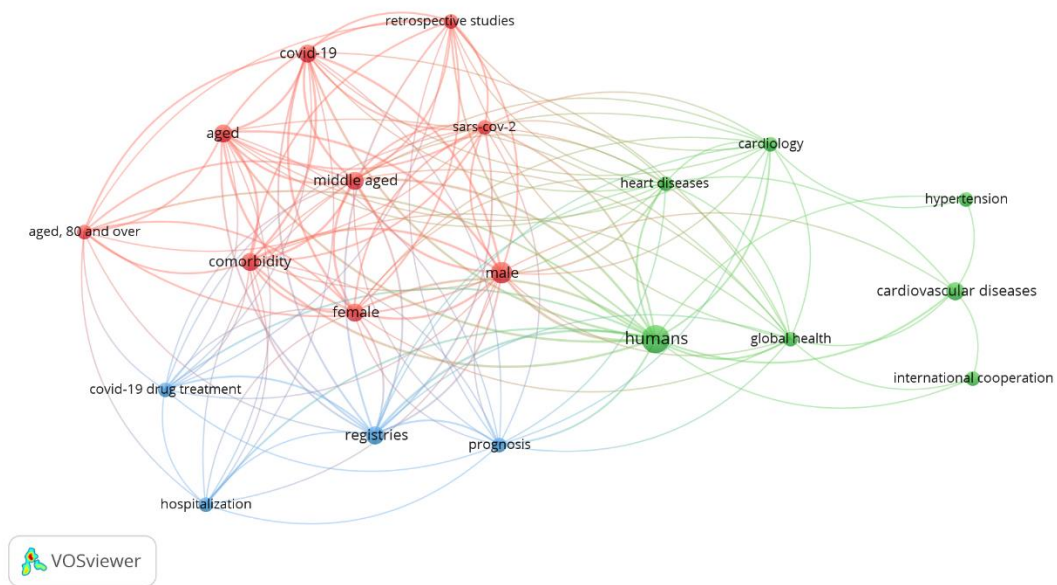 retrospective studies
covid-19
aged
sars-cov-2
cardiology
middle aged
heart diseases
hypertension
aged, 80 and over
comorbidity
male
cardiovascular diseases
female
humans
global health
international cooperation
covid-19 drug treatment
registries
prognosis
hospitalization
VOSviewer